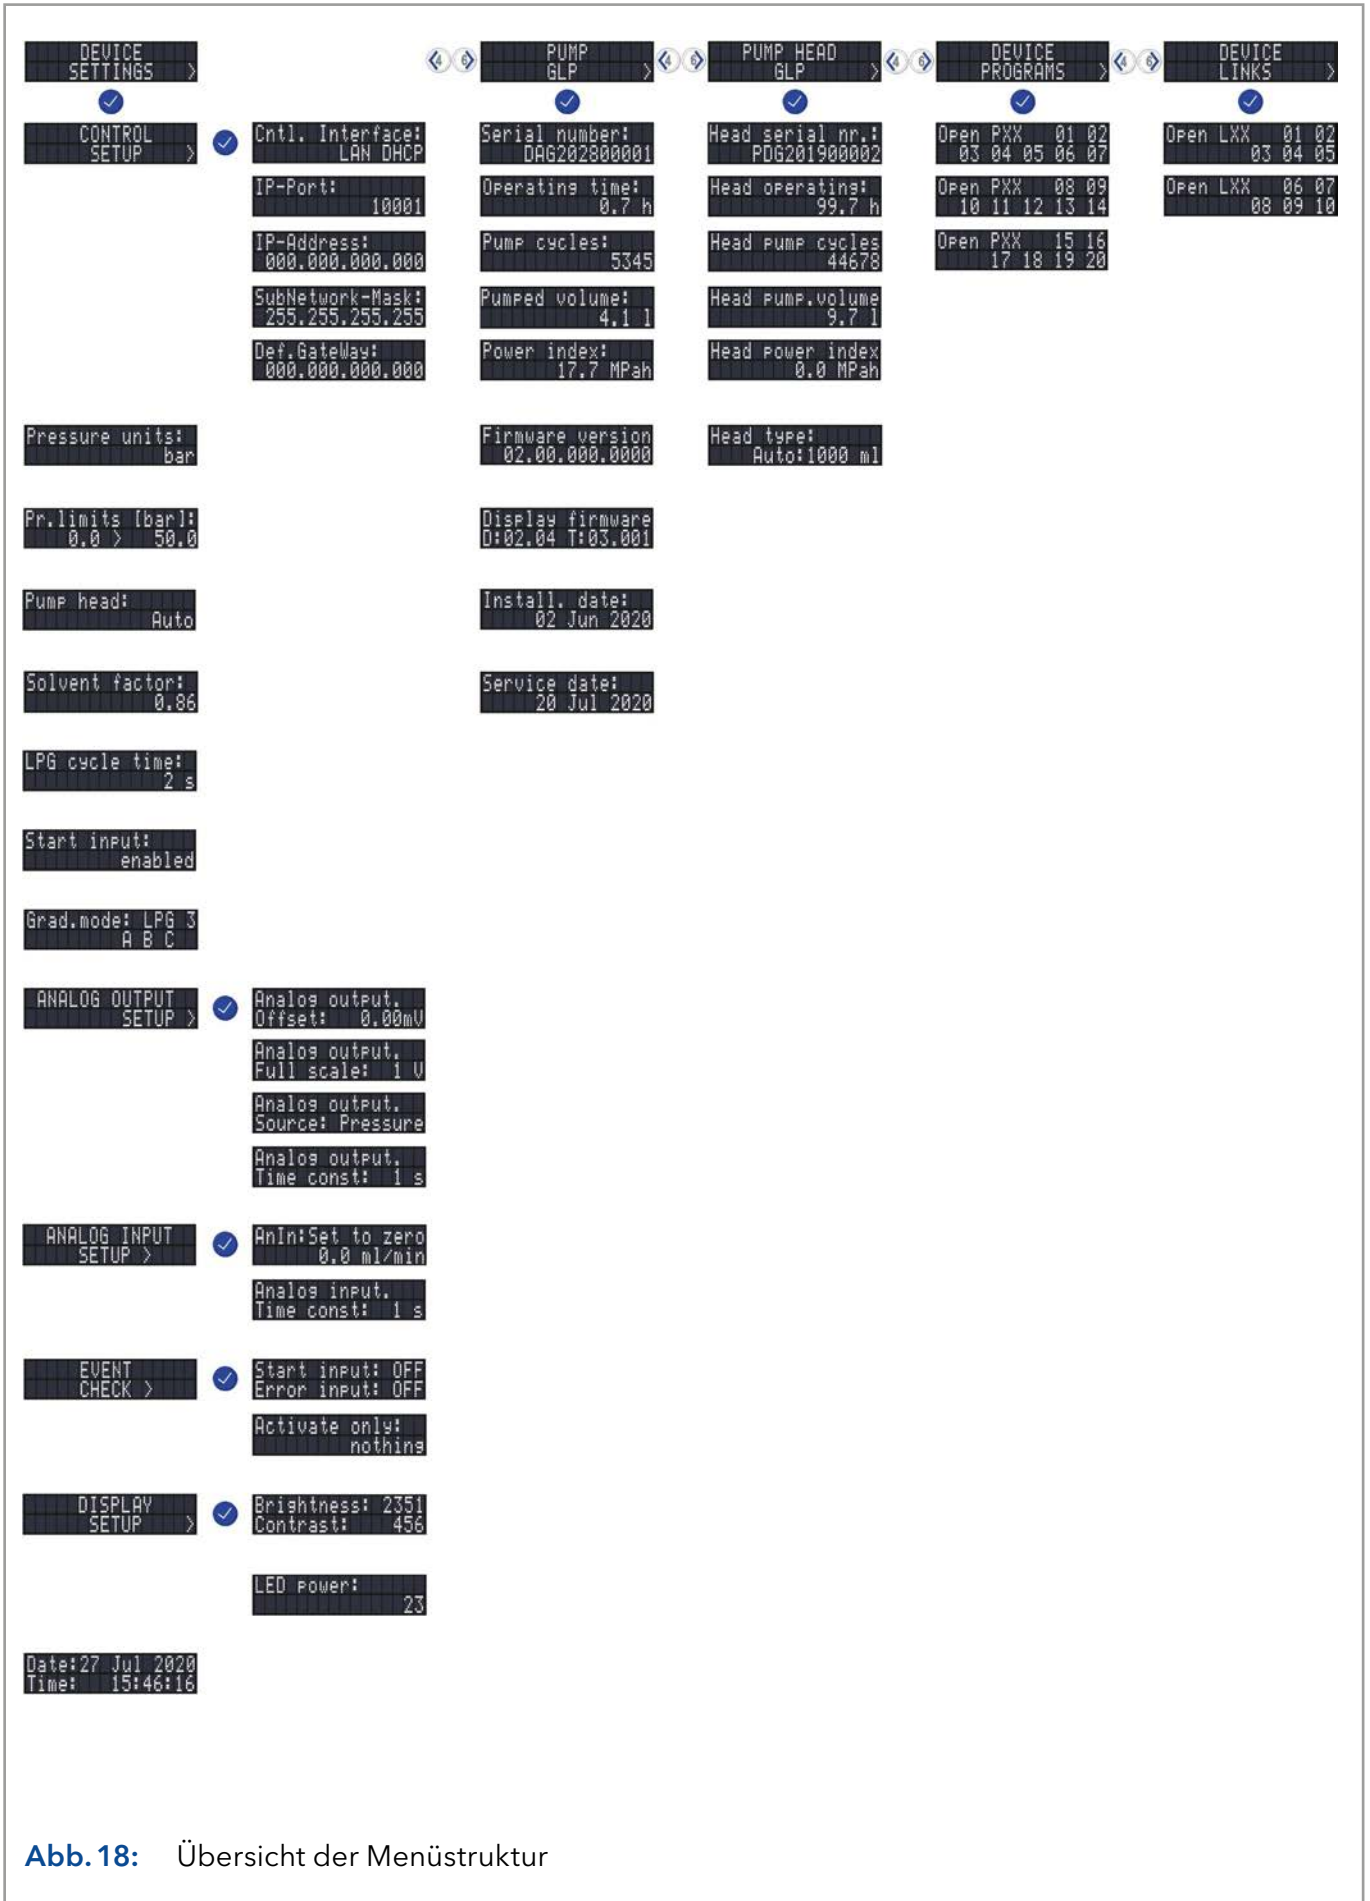 DEVICE
SETTINGS >
CONTROL
SETUP >
Cntl. Interface:
LAN DHCP
IP-Port:
10001
IP-Address:
000.000.000.000
SubNetwork-Mask:
255.255.255.255
Def.GateWay:
000.000.000.000
Pressure units:
bar
Pr.limits [bar]:
0.0 > 50.0
Pump head:
Auto
Solvent factor:
0.86
LPG cycle time:
2 s
Start input:
enabled
Grad.mode: LPG 3
A B C
ANALOG OUTPUT
SETUP >
Analog output.
Offset: 0.00mV
Analog output.
Full scale: 1 V
Analog output.
Source: Pressure
Analog output.
Time const: 1 s
ANALOG INPUT
SETUP >
AnIn:Set to zero
0.0 ml/min
Analog input.
Time const: 1 s
EVENT
CHECK >
Start input: OFF
Error input: OFF
Activate only:
nothing
DISPLAY
SETUP >
Brightness: 2351
Contrast: 456
LED power:
23
Date:27 Jul 2020
Time: 15:46:16
4 6
PUMP
GLP >
Serial number:
DAG202800001
Operating time:
0.7 h
Pump cycles:
5345
Pumped volume:
4.1 l
Power index:
17.7 MPah
Firmware version
02.00.000.0000
Display firmware
D:02.04 T:03.001
Install. date:
02 Jun 2020
Service date:
20 Jul 2020
4 6
PUMP HEAD
GLP >
Head serial nr.:
PDG201900002
Head operating:
99.7 h
Head pump cycles
44678
Head pump.volume
9.7 l
Head power index
0.0 MPah
Head type:
Auto:1000 ml
4 6
DEVICE
PROGRAMS >
Open PXX 01 02
03 04 05 06 07
Open PXX 08 09
10 11 12 13 14
Open PXX 15 16
17 18 19 20
4 6
DEVICE
LINKS >
Open LXX 01 02
03 04 05
Open LXX 06 07
08 09 10
Abb. 18: Übersicht der Menüstruktur